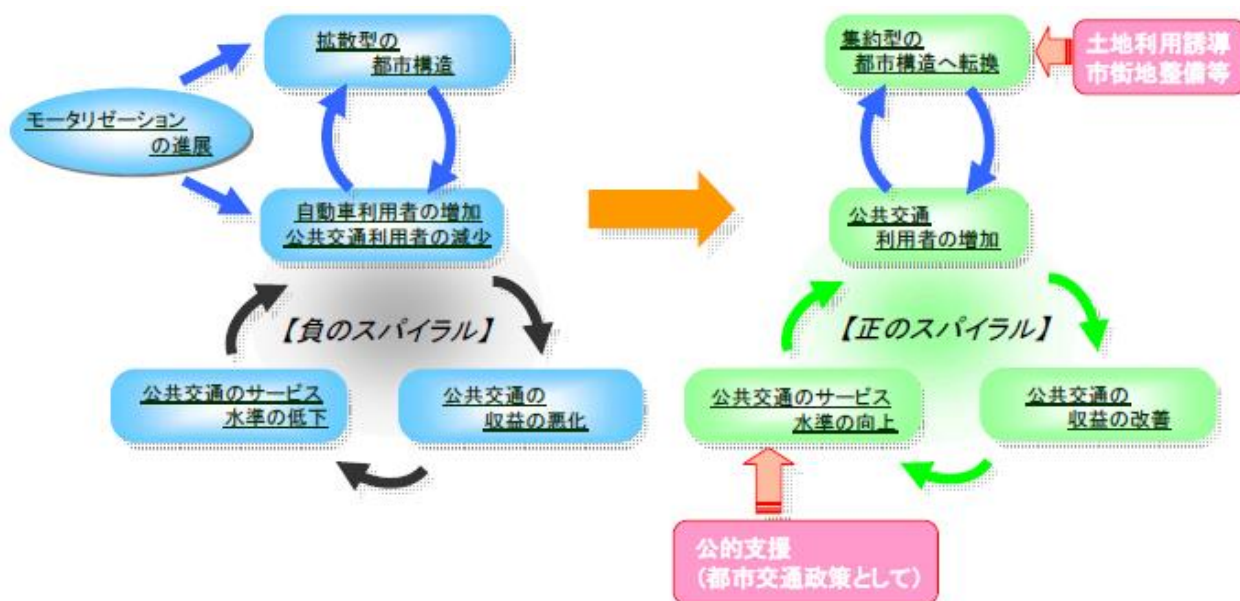 拡散型の
都市構造
モータリゼーション
の進展
自動車利用者の増加
公共交通利用者の減少
【負のスパイラル】
公共交通のサービス
水準の低下
公共交通の
収益の悪化
集約型の
都市構造へ転換
土地利用誘導
市街地整備等
公共交通
利用者の増加
【正のスパイラル】
公共交通のサービス
水準の向上
公共交通の
収益の改善
公的支援
(都市交通政策として)